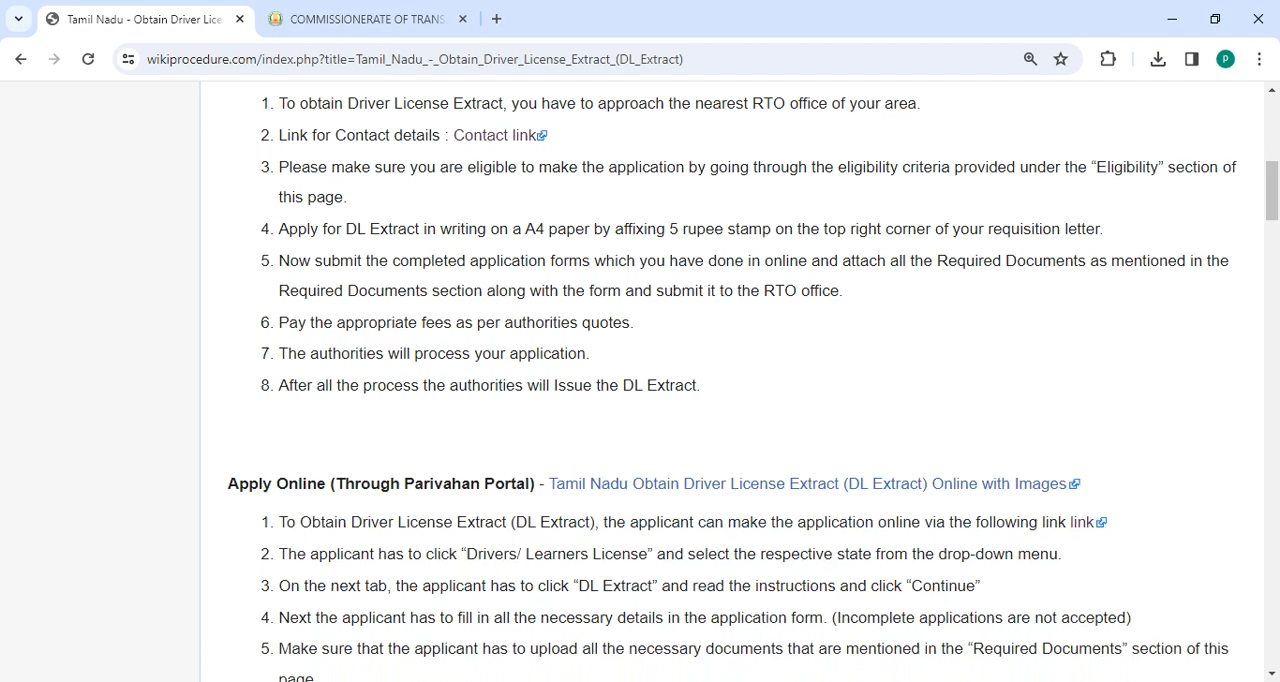 Tamil Nadu - Obtain Driver Lice
COMMISSIONERATE OF TRANS
wikiprocedure.com/index.php?title=Tamil_Nadu_-_Obtain_Driver_License_Extract_(DL_Extract)
P
1. To obtain Driver License Extract, you have to approach the nearest RTO office of your area.
2. Link for Contact details : Contact link
3. Please make sure you are eligible to make the application by going through the eligibility criteria provided under the “Eligibility” section of
this page.
4. Apply for DL Extract in writing on a A4 paper by affixing 5 rupee stamp on the top right corner of your requisition letter.
5. Now submit the completed application forms which you have done in online and attach all the Required Documents as mentioned in the
Required Documents section along with the form and submit it to the RTO office.
6. Pay the appropriate fees as per authorities quotes.
7. The authorities will process your application.
8. After all the process the authorities will Issue the DL Extract.
Apply Online (Through Parivahan Portal) - Tamil Nadu Obtain Driver License Extract (DL Extract) Online with Images
1. To Obtain Driver License Extract (DL Extract), the applicant can make the application online via the following link link
2. The applicant has to click “Drivers/ Learners License” and select the respective state from the drop-down menu.
3. On the next tab, the applicant has to click “DL Extract” and read the instructions and click “Continue”
4. Next the applicant has to fill in all the necessary details in the application form. (Incomplete applications are not accepted)
5. Make sure that the applicant has to upload all the necessary documents that are mentioned in the “Required Documents” section of this
page